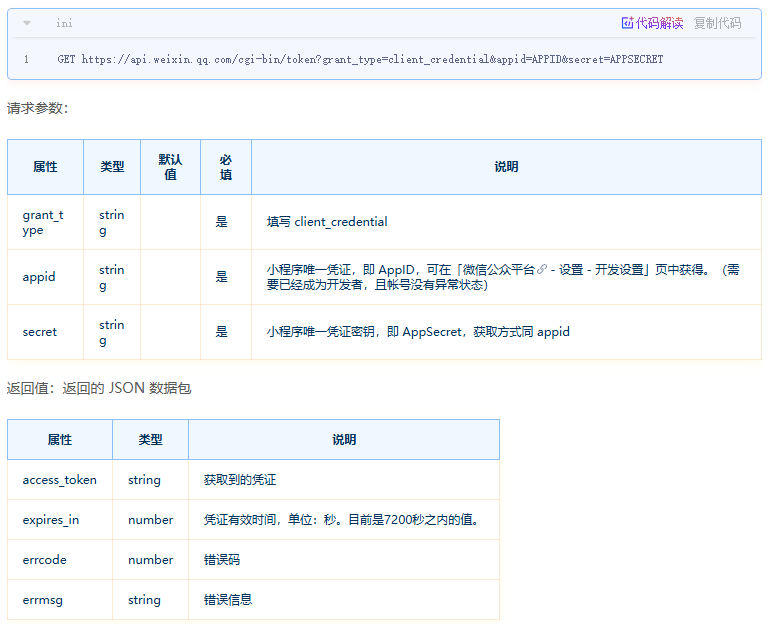 ini
代码解读 复制代码
1 GET https://api.weixin.qq.com/cgi-bin/token?grant_type=client_credential&appid=APPID&secret=APPSECRET
请求参数：
属性 类型 默认值 必填 说明
grant_type string 是 填写 client_credential
appid string 是 小程序唯一凭证，即 AppID，可在「微信公众平台 - 设置 - 开发设置」页中获得。（需
要已经成为开发者，且帐号没有异常状态）
secret string 是 小程序唯一凭证密钥，即 AppSecret，获取方式同 appid
返回值：返回的 JSON 数据包
属性 类型 说明
access_token string 获取到的凭证
expires_in number 凭证有效时间，单位：秒。目前是7200秒之内的值。
errcode number 错误码
errmsg string 错误信息